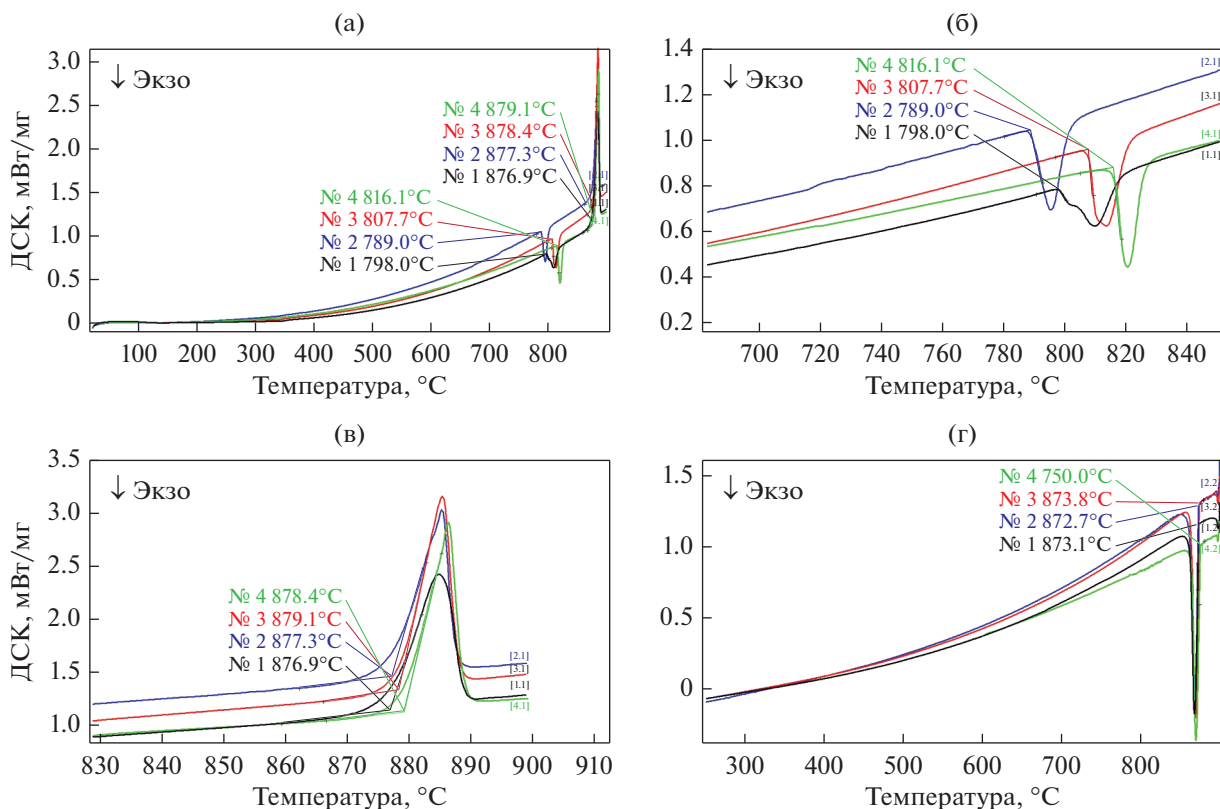 (а)
ДСК, мВт/мг
3.0
2.5
2.0
1.5
1.0
0.5
0
↓ Экзо
№ 4 879.1°C
№ 3 878.4°C
№ 2 877.3°C
№ 1 876.9°C
№ 4 816.1°C
№ 3 807.7°C
№ 2 789.0°C
№ 1 798.0°C
[4.1]
100 200 300 400 500 600 700 800
Температура, °C
(б)
1.4
1.2
1.0
0.8
0.6
0.4
0.2
↓ Экзо
№ 4 816.1°C
№ 3 807.7°C
№ 2 789.0°C
№ 1 798.0°C
[2.1]
[3.1]
[4.1]
[1.1]
700 720 740 760 780 800 820 840
Температура, °C
(в)
ДСК, мВт/мг
3.5
3.0
2.5
2.0
1.5
1.0
↓ Экзо
№ 4 878.4°C
№ 3 879.1°C
№ 2 877.3°C
№ 1 876.9°C
[2.1]
[3.1]
[1.1]
[4.1]
830 840 850 860 870 880 890 900 910
Температура, °C
(г)
1.5
1.0
0.5
0
↓ Экзо
№ 4 750.0°C
№ 3 873.8°C
№ 2 872.7°C
№ 1 873.1°C
[2.2]
[3.2]
[1.2]
[4.2]
300 400 500 600 700 800
Температура, °C